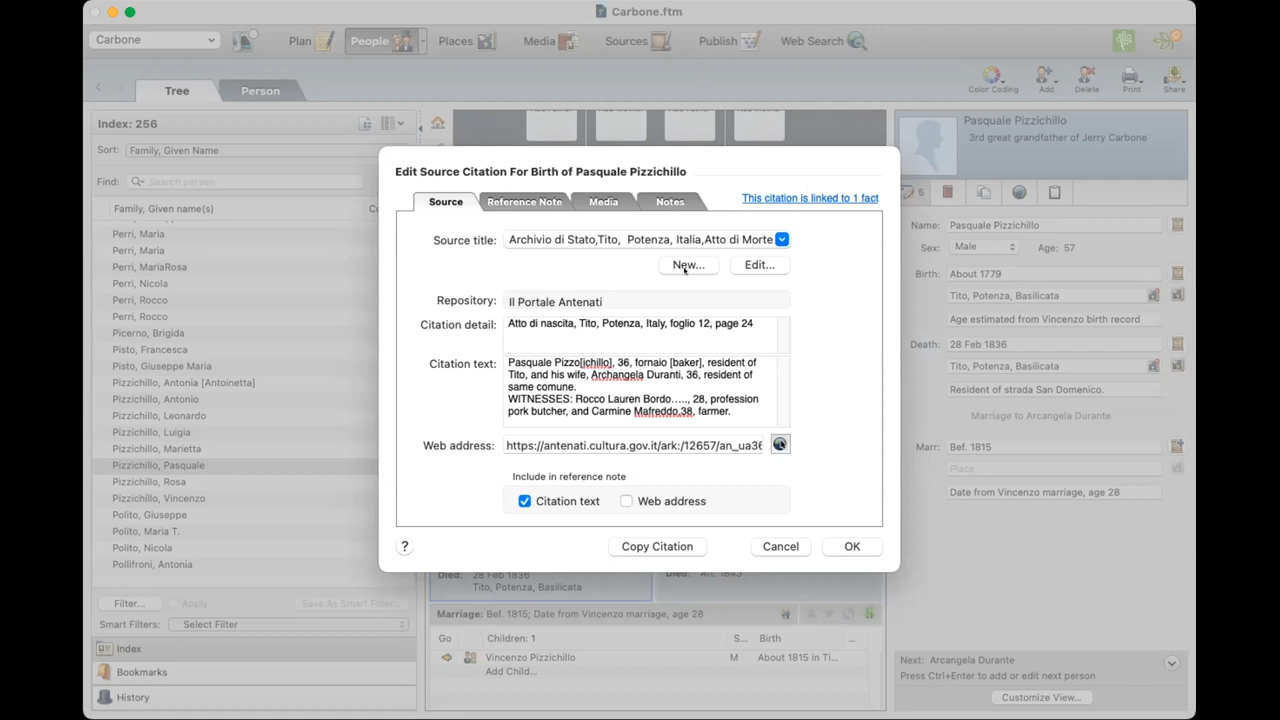 Carbone.ftm
Carbone
Plan
People
Places
Media
Sources
Publish
Web Search
Tree
Person
Color Coding
Add
Delete
Print
Share
Index: 256
Sort: Family, Given Name
Find: Search person
Family, Given name(s)
Perri, Maria
Perri, Maria
Perri, MariaRosa
Perri, Nicola
Perri, Rocco
Perri, Rocco
Picerno, Brigida
Pisto, Francesca
Pisto, Giuseppe Maria
Pizzichillo, Antonia [Antoinetta]
Pizzichillo, Antonio
Pizzichillo, Leonardo
Pizzichillo, Luigia
Pizzichillo, Marietta
Pizzichillo, Pasquale
Pizzichillo, Rosa
Pizzichillo, Vincenzo
Polito, Giuseppe
Polito, Maria T.
Polito, Nicola
Pollifroni, Antonia
Filter...
Apply
Save As Smart Filter...
Smart Filters: Select Filter
Index
Bookmarks
History
Edit Source Citation For Birth of Pasquale Pizzichillo
Source
Reference Note
Media
Notes
This citation is linked to 1 fact
Source title: Archivio di Stato,Tito, Potenza, Italia,Atto di Morte
New...
Edit...
Repository: Il Portale Antenati
Citation detail: Atto di nascita, Tito, Potenza, Italy, foglio 12, page 24
Citation text: Pasquale Pizzo[ichillo], 36, fornaio [baker], resident of
Tito, and his wife, Archangela Duranti, 36, resident of
same comune.
WITNESSES: Rocco Lauren Bordo....., 28, profession
pork butcher, and Carmine Mafreddo,38, farmer.
Web address: https://antenati.cultura.gov.it/ark:/12657/an_ua36
Include in reference note
Citation text
Web address
?
Copy Citation
Cancel
OK
Died: 28 Feb 1836
Tito, Potenza, Basilicata
Died: Aft. 1843
Marriage: Bef. 1815; Date from Vincenzo marriage, age 28
Go
Children: 1
S...
Birth
...
Vincenzo Pizzichillo
M
About 1815 in Ti...
Add Child...
Pasquale Pizzichillo
3rd great grandfather of Jerry Carbone
5
Name: Pasquale Pizzichillo
Sex: Male
Age: 57
Birth: About 1779
Tito, Potenza, Basilicata
Age estimated from Vincenzo birth record
Death: 28 Feb 1836
Tito, Potenza, Basilicata
Resident of strada San Domenico.
Marriage to Arcangela Durante
Marr: Bef. 1815
Place
Date from Vincenzo marriage, age 28
Next: Arcangela Durante
Press Ctrl+Enter to add or edit next person
Customize View...